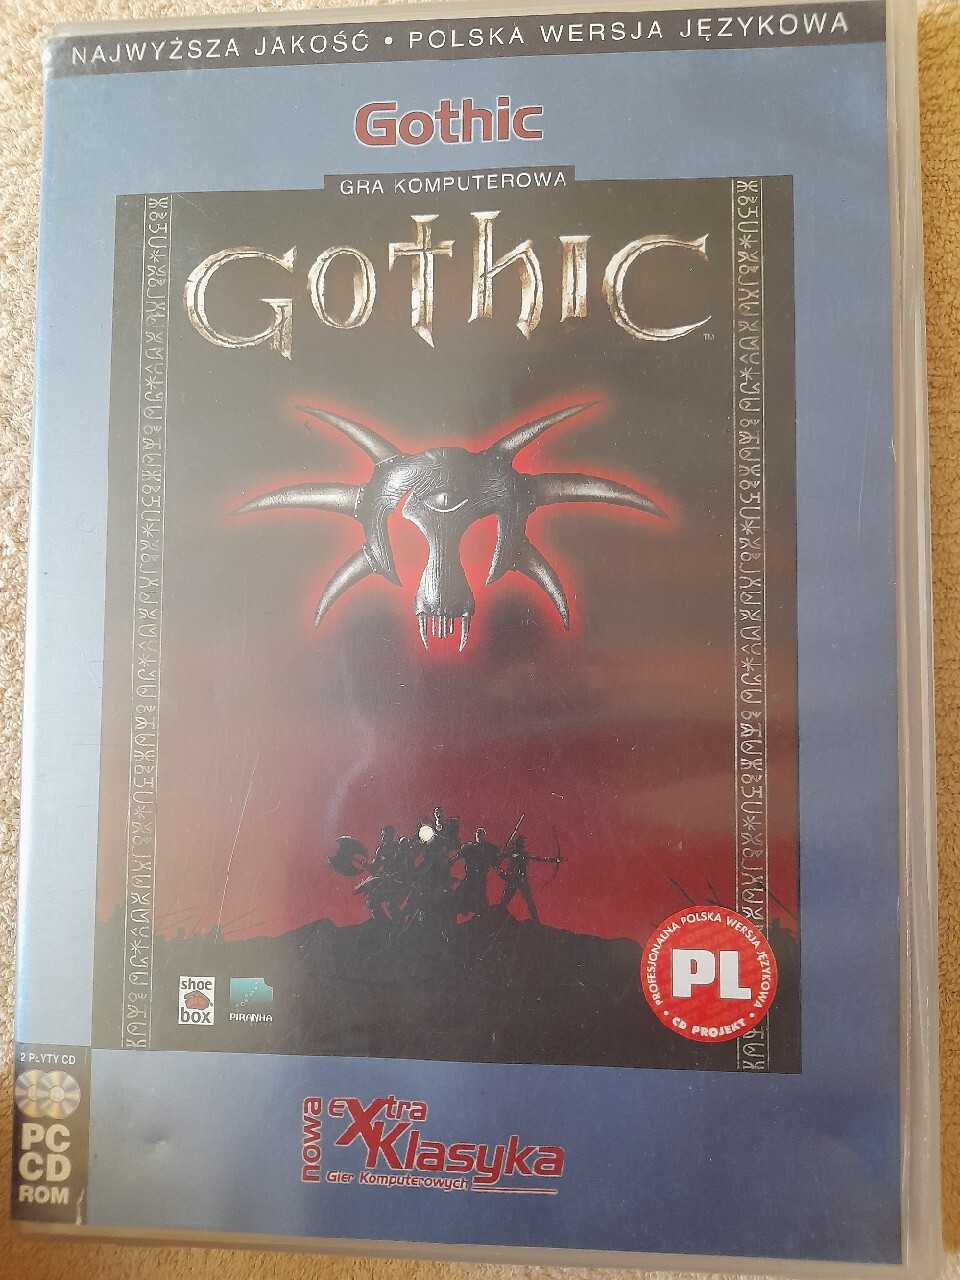 NAJWYŻSZA JAKOŚĆ • POLSKA WERSJA JĘZYKOWA
Gothic
GRA KOMPUTEROWA
GOTHIC
TM
shoe
box
PIRANHA
PROFESJONALNA POLSKA WERSJA JĘZYKOWA
PL
• CD PROJEKT •
2 PŁYTY CD
PC
CD
ROM
nowa eXtra
Klasyka
Gier Komputerowych